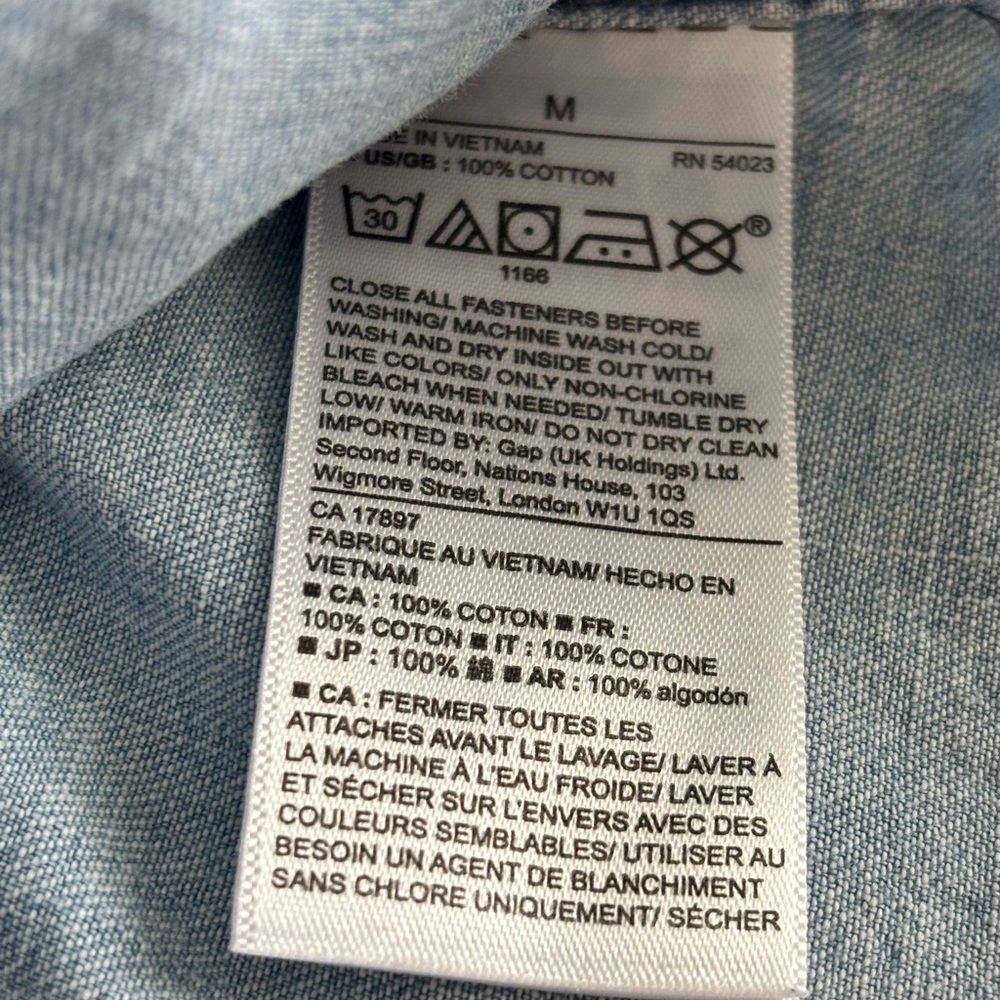 M
E IN VIETNAM
RN 54023
US/GB : 100% COTTON
30
®
1166
CLOSE ALL FASTENERS BEFORE
WASHING/ MACHINE WASH COLD/
WASH AND DRY INSIDE OUT WITH
LIKE COLORS/ ONLY NON-CHLORINE
BLEACH WHEN NEEDED/ TUMBLE DRY
LOW/ WARM IRON/ DO NOT DRY CLEAN
IMPORTED BY: Gap (UK Holdings) Ltd.
Second Floor, Nations House, 103
Wigmore Street, London W1U 1QS
CA 17897
FABRIQUE AU VIETNAM/ HECHO EN
VIETNAM
■ CA : 100% COTON ■ FR :
100% COTON ■ IT : 100% COTONE
■ JP : 100% 綿 ■ AR : 100% algodón
■ CA : FERMER TOUTES LES
ATTACHES AVANT LE LAVAGE/ LAVER À
LA MACHINE À L'EAU FROIDE/ LAVER
ET SÉCHER SUR L'ENVERS AVEC DES
COULEURS SEMBLABLES/ UTILISER AU
BESOIN UN AGENT DE BLANCHIMENT
SANS CHLORE UNIQUEMENT/ SÉCHER